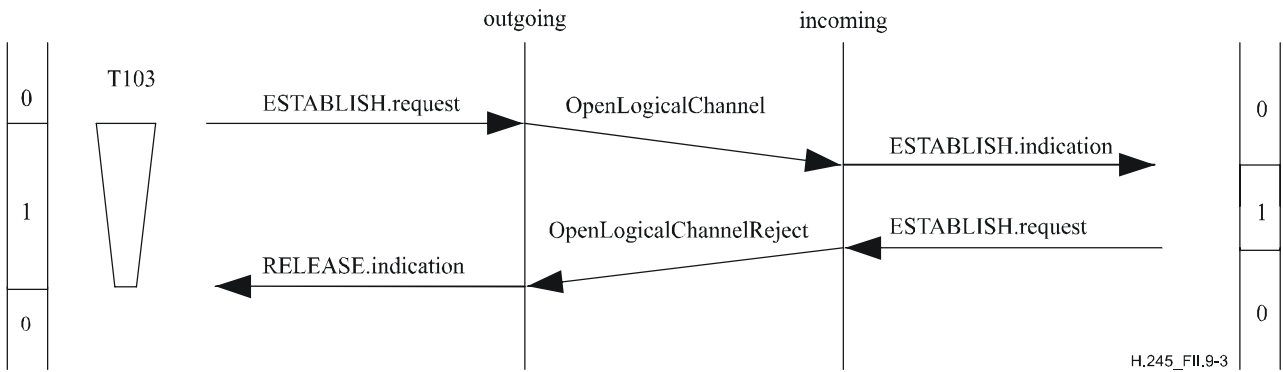 outgoing
incoming
T103
0
0
ESTABLISH.request
OpenLogicalChannel
ESTABLISH.indication
1
1
OpenLogicalChannelReject
ESTABLISH.request
RELEASE.indication
0
0
H.245_FII.9-3